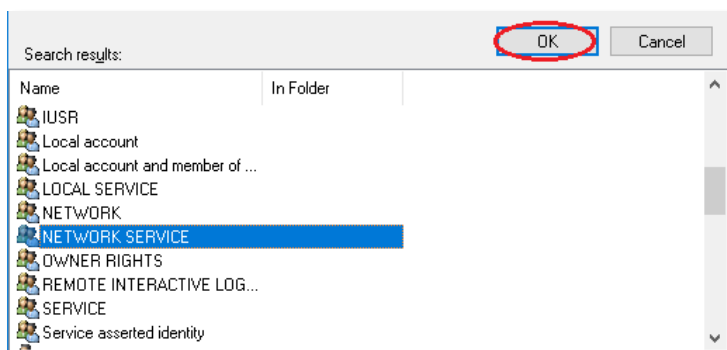 OK Cancel
Search results:
Name In Folder
IUSR
Local account
Local account and member of ...
LOCAL SERVICE
NETWORK
NETWORK SERVICE
OWNER RIGHTS
REMOTE INTERACTIVE LOG...
SERVICE
Service asserted identity